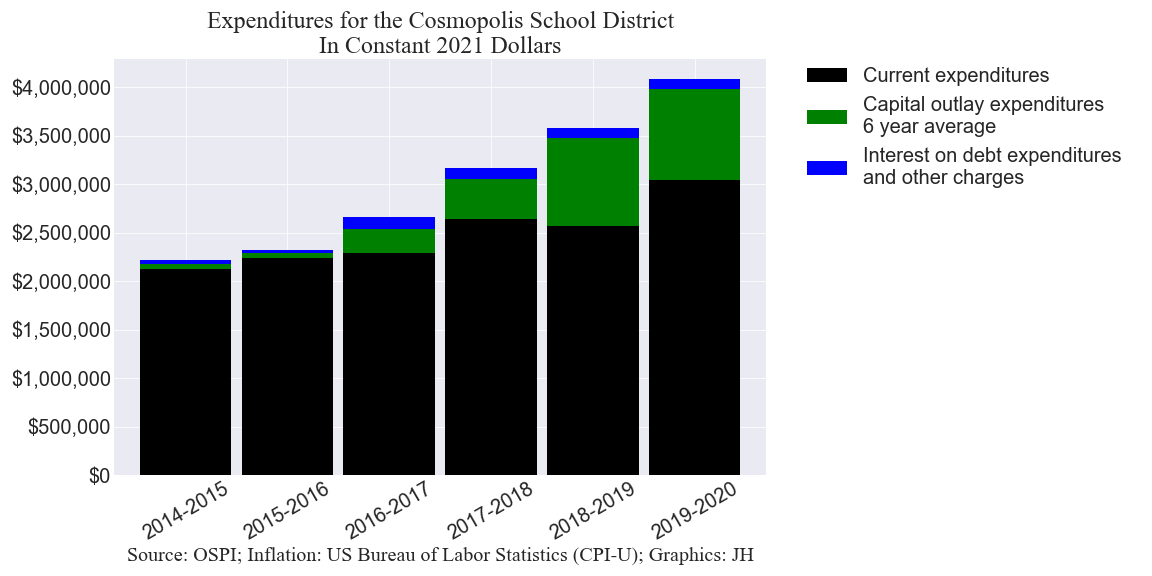 Expenditures for the Cosmopolis School District
In Constant 2021 Dollars
$4,000,000
$3,500,000
$3,000,000
$2,500,000
$2,000,000
$1,500,000
$1,000,000
$500,000
$0
2014-2015
2015-2016
2016-2017
2017-2018
2018-2019
2019-2020
Current expenditures
Capital outlay expenditures
6 year average
Interest on debt expenditures
and other charges
Source: OSPI; Inflation: US Bureau of Labor Statistics (CPI-U); Graphics: JH